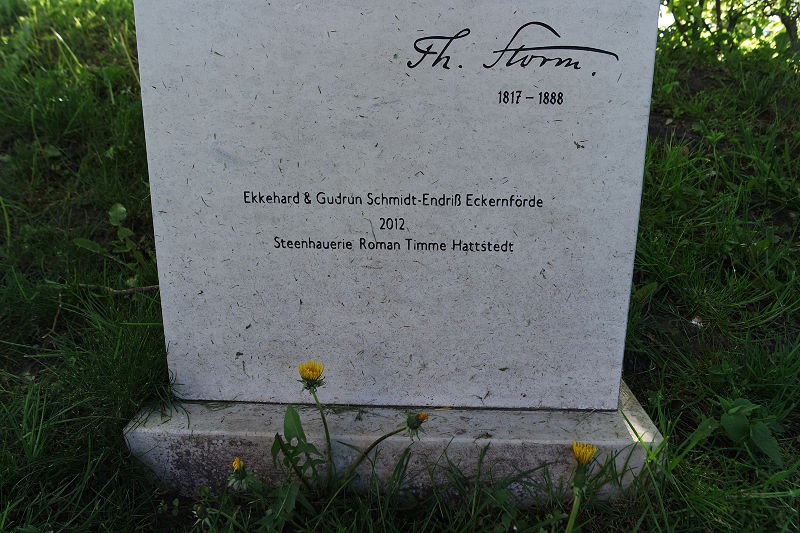 Th. Storm.
1817 – 1888
Ekkehard & Gudrun Schmidt-Endriß Eckernförde
2012
Steenhauerie Roman Timme Hattstedt